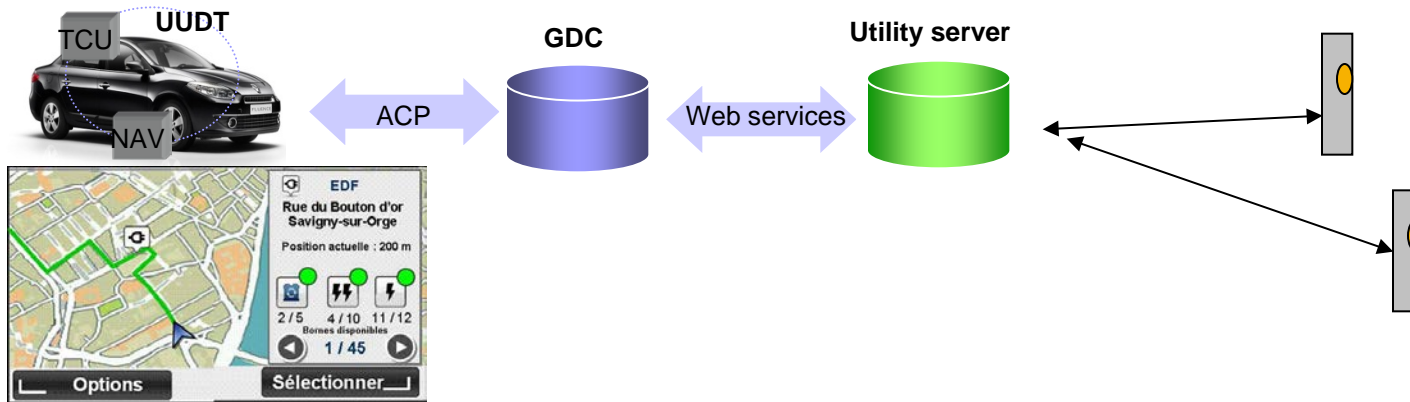 TCU
UUDT
GDC
Utility server
ACP
Web services
NAV
EDF
Rue du Bouton d'or
Savigny-sur-Orge
Position actuelle : 200 m
2 / 5
4 / 10
11 / 12
Bornes disponibles
1 / 45
Options
Sélectionner